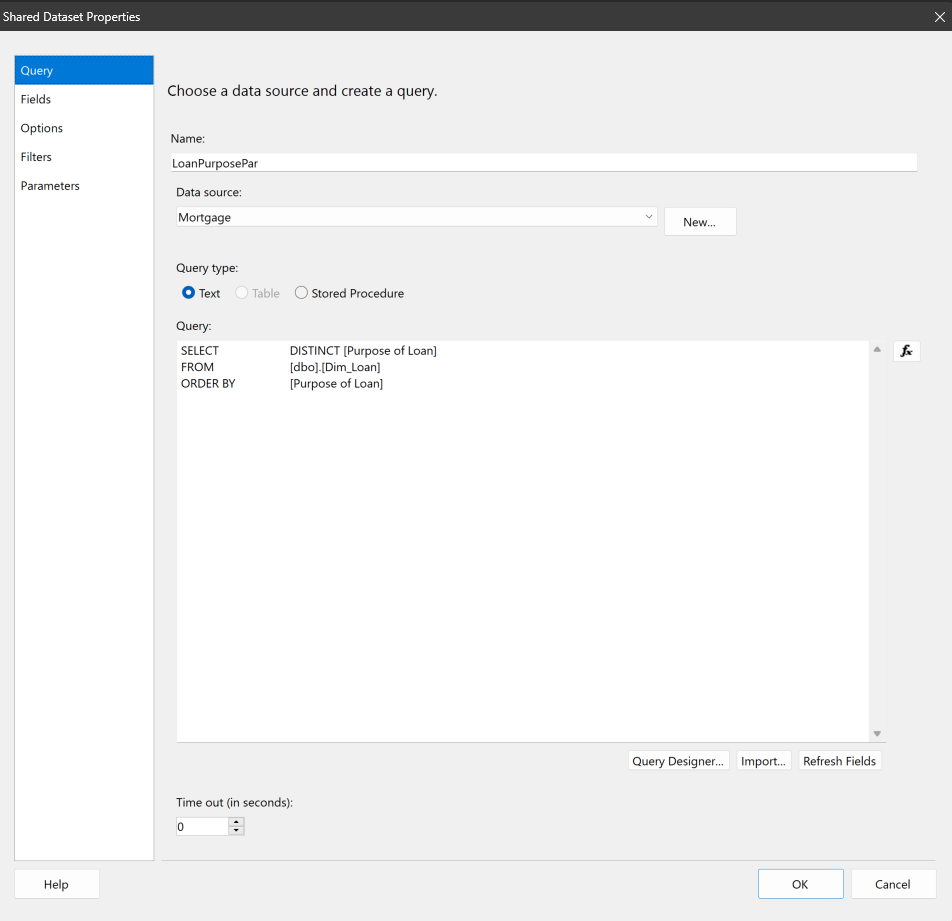 Shared Dataset Properties
Query
Fields
Options
Filters
Parameters
Choose a data source and create a query.
Name:
LoanPurposePar
Data source:
Mortgage
New...
Query type:
Text Table Stored Procedure
Query:
SELECT DISTINCT [Purpose of Loan]
FROM [dbo].[Dim_Loan]
ORDER BY [Purpose of Loan]
fx
Query Designer... Import... Refresh Fields
Time out (in seconds):
0
Help OK Cancel